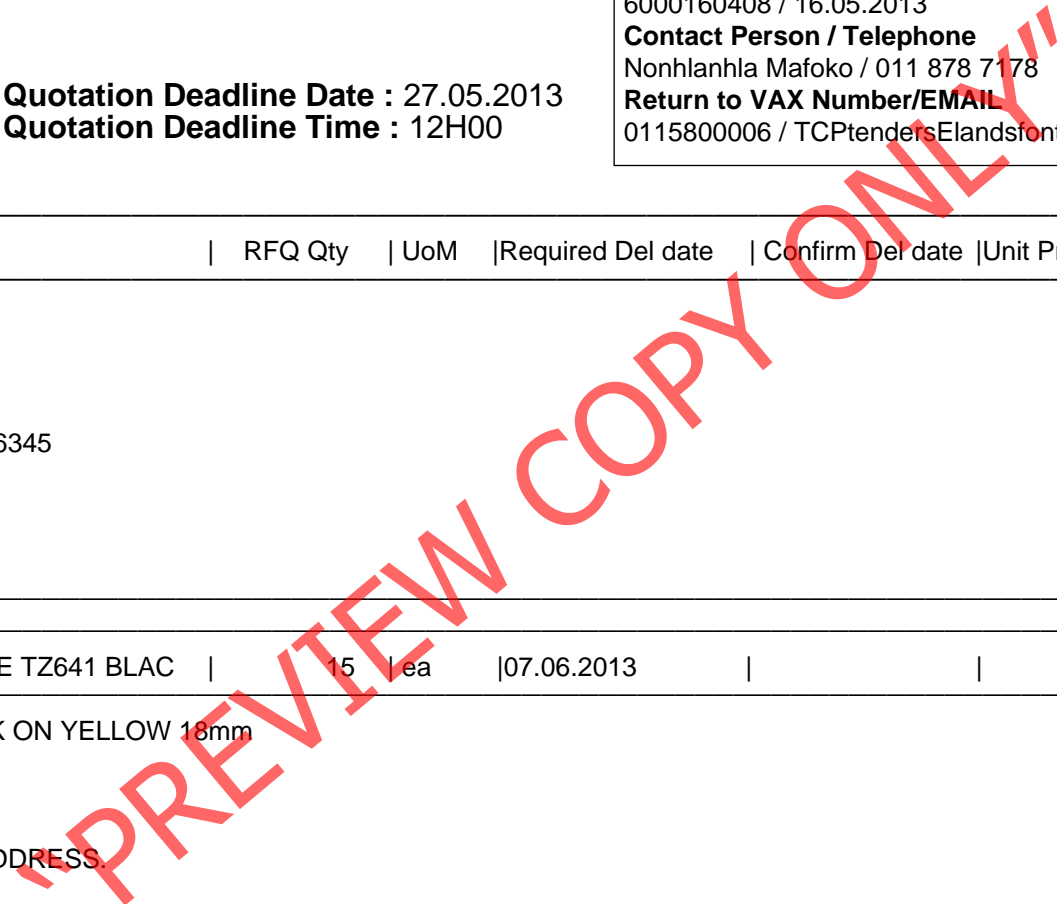 6000160408 / 16.05.2013
Contact Person / Telephone
Nonhlanhla Mafoko / 011 878 7178
Quotation Deadline Date : 27.05.2013
Return to VAX Number/EMAIL
Quotation Deadline Time : 12H00
0115800006 / TCPtendersElandsfont
| RFQ Qty | UoM |Required Del date | Confirm Del date |Unit Pr
6345
E TZ641 BLAC | 15 | ea |07.06.2013 | |
K ON YELLOW 18mm
DDRESS.
"PREVIEW COPY ONLY"